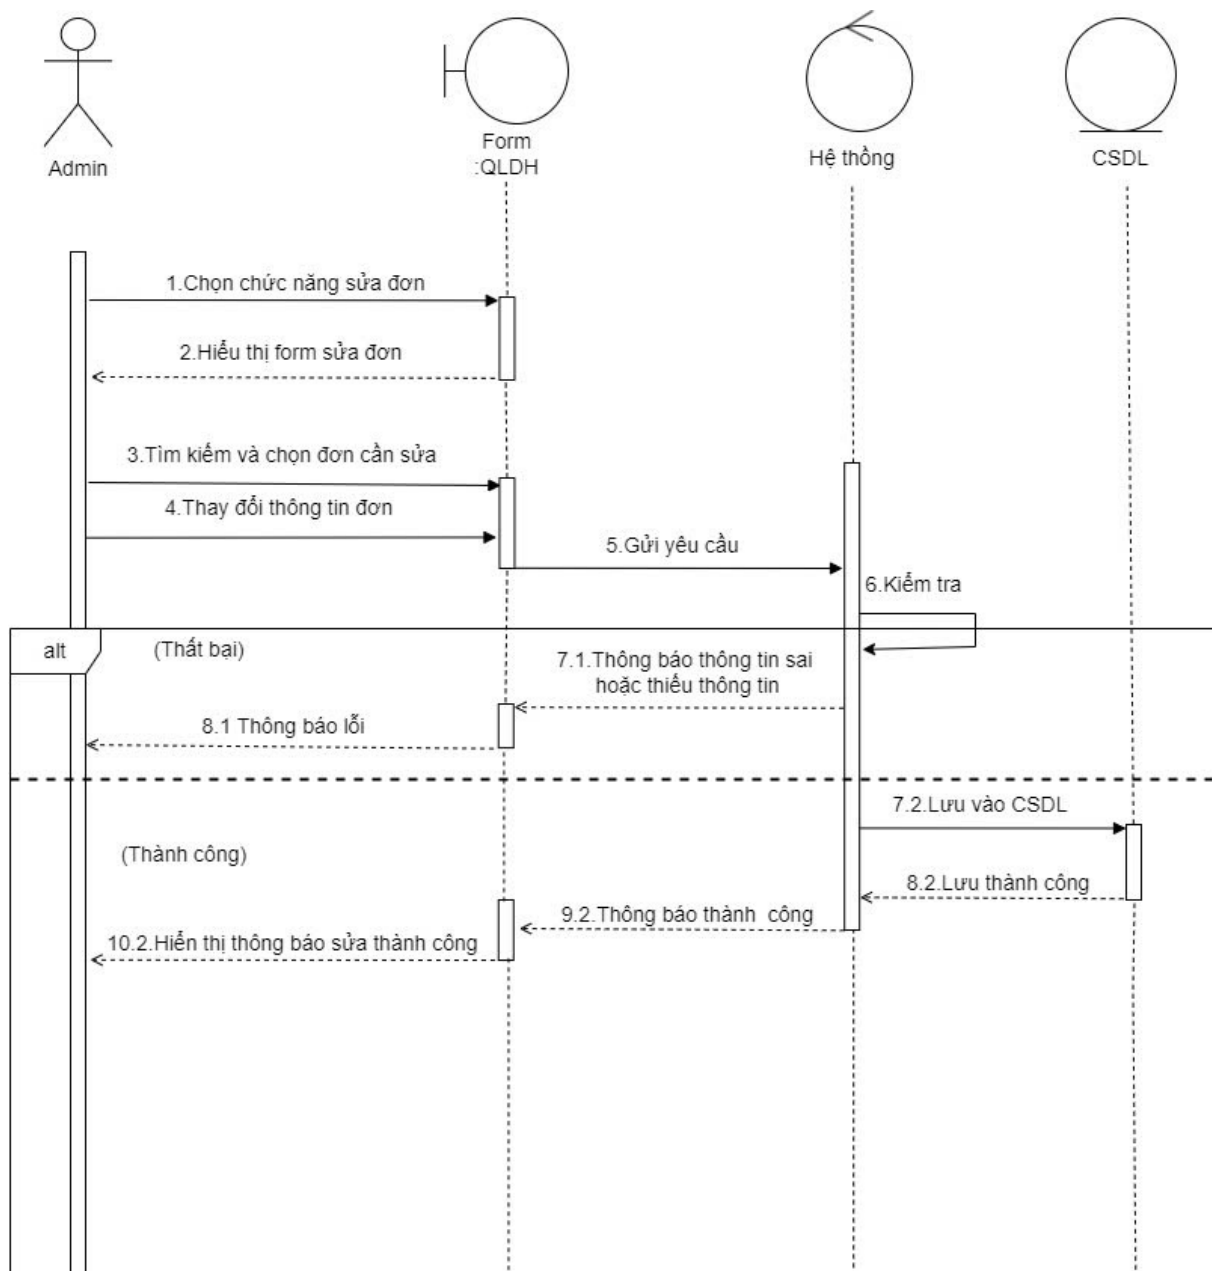 Admin
Form
:QLDH
Hệ thồng
CSDL
1.Chọn chức năng sửa đơn
2.Hiểu thị form sửa đơn
3.Tìm kiếm và chọn đơn cần sửa
4.Thay đổi thông tin đơn
5.Gửi yêu cầu
6.Kiểm tra
alt
(Thất bại)
7.1.Thông báo thông tin sai
hoặc thiếu thông tin
8.1 Thông báo lỗi
7.2.Lưu vào CSDL
(Thành công)
8.2.Lưu thành công
9.2.Thông báo thành  công
10.2.Hiển thị thông báo sửa thành công